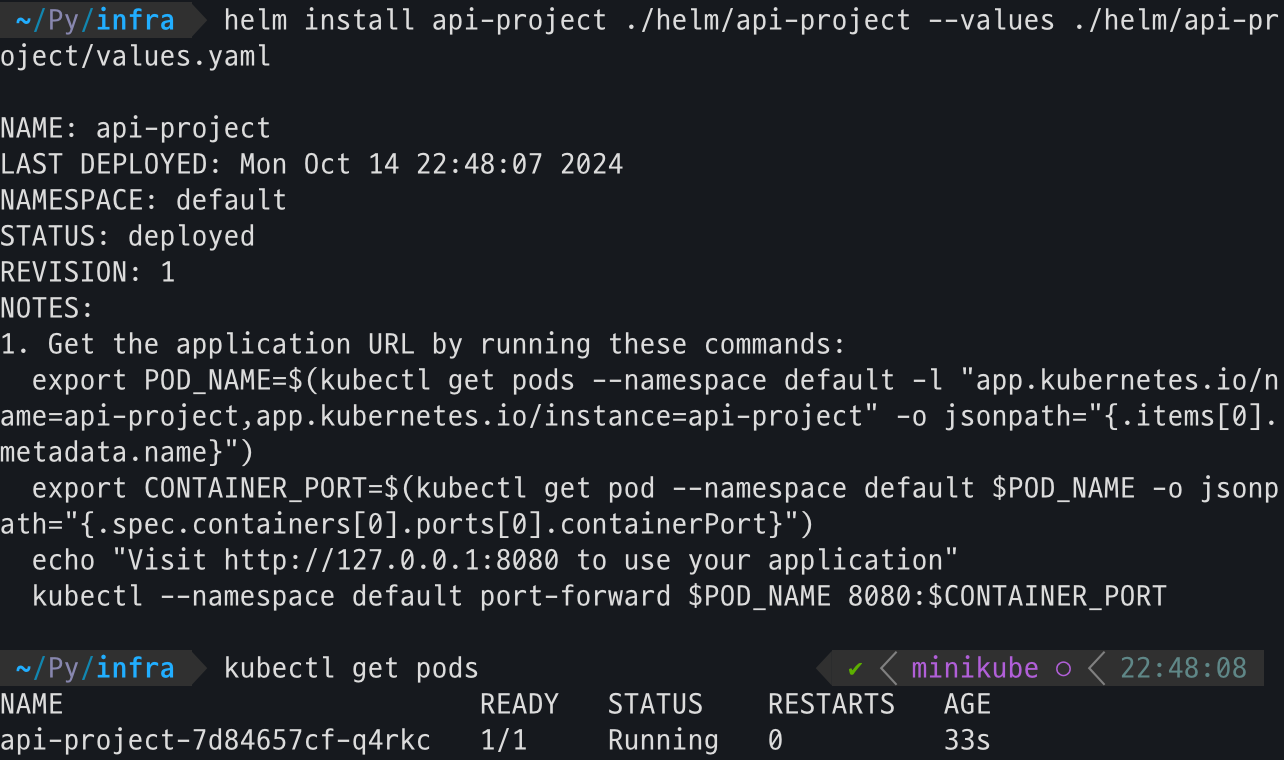 ~/Py/infra helm install api-project ./helm/api-project --values ./helm/api-pr
oject/values.yaml
NAME: api-project
LAST DEPLOYED: Mon Oct 14 22:48:07 2024
NAMESPACE: default
STATUS: deployed
REVISION: 1
NOTES:
1. Get the application URL by running these commands:
  export POD_NAME=$(kubectl get pods --namespace default -l "app.kubernetes.io/n
ame=api-project,app.kubernetes.io/instance=api-project" -o jsonpath="{.items[0].
metadata.name}")
  export CONTAINER_PORT=$(kubectl get pod --namespace default $POD_NAME -o jsonp
ath="{.spec.containers[0].ports[0].containerPort}")
  echo "Visit http://127.0.0.1:8080 to use your application"
  kubectl --namespace default port-forward $POD_NAME 8080:$CONTAINER_PORT
~/Py/infra kubectl get pods ✔ minikube ○ 22:48:08
NAME READY STATUS RESTARTS AGE
api-project-7d84657cf-q4rkc 1/1 Running 0 33s